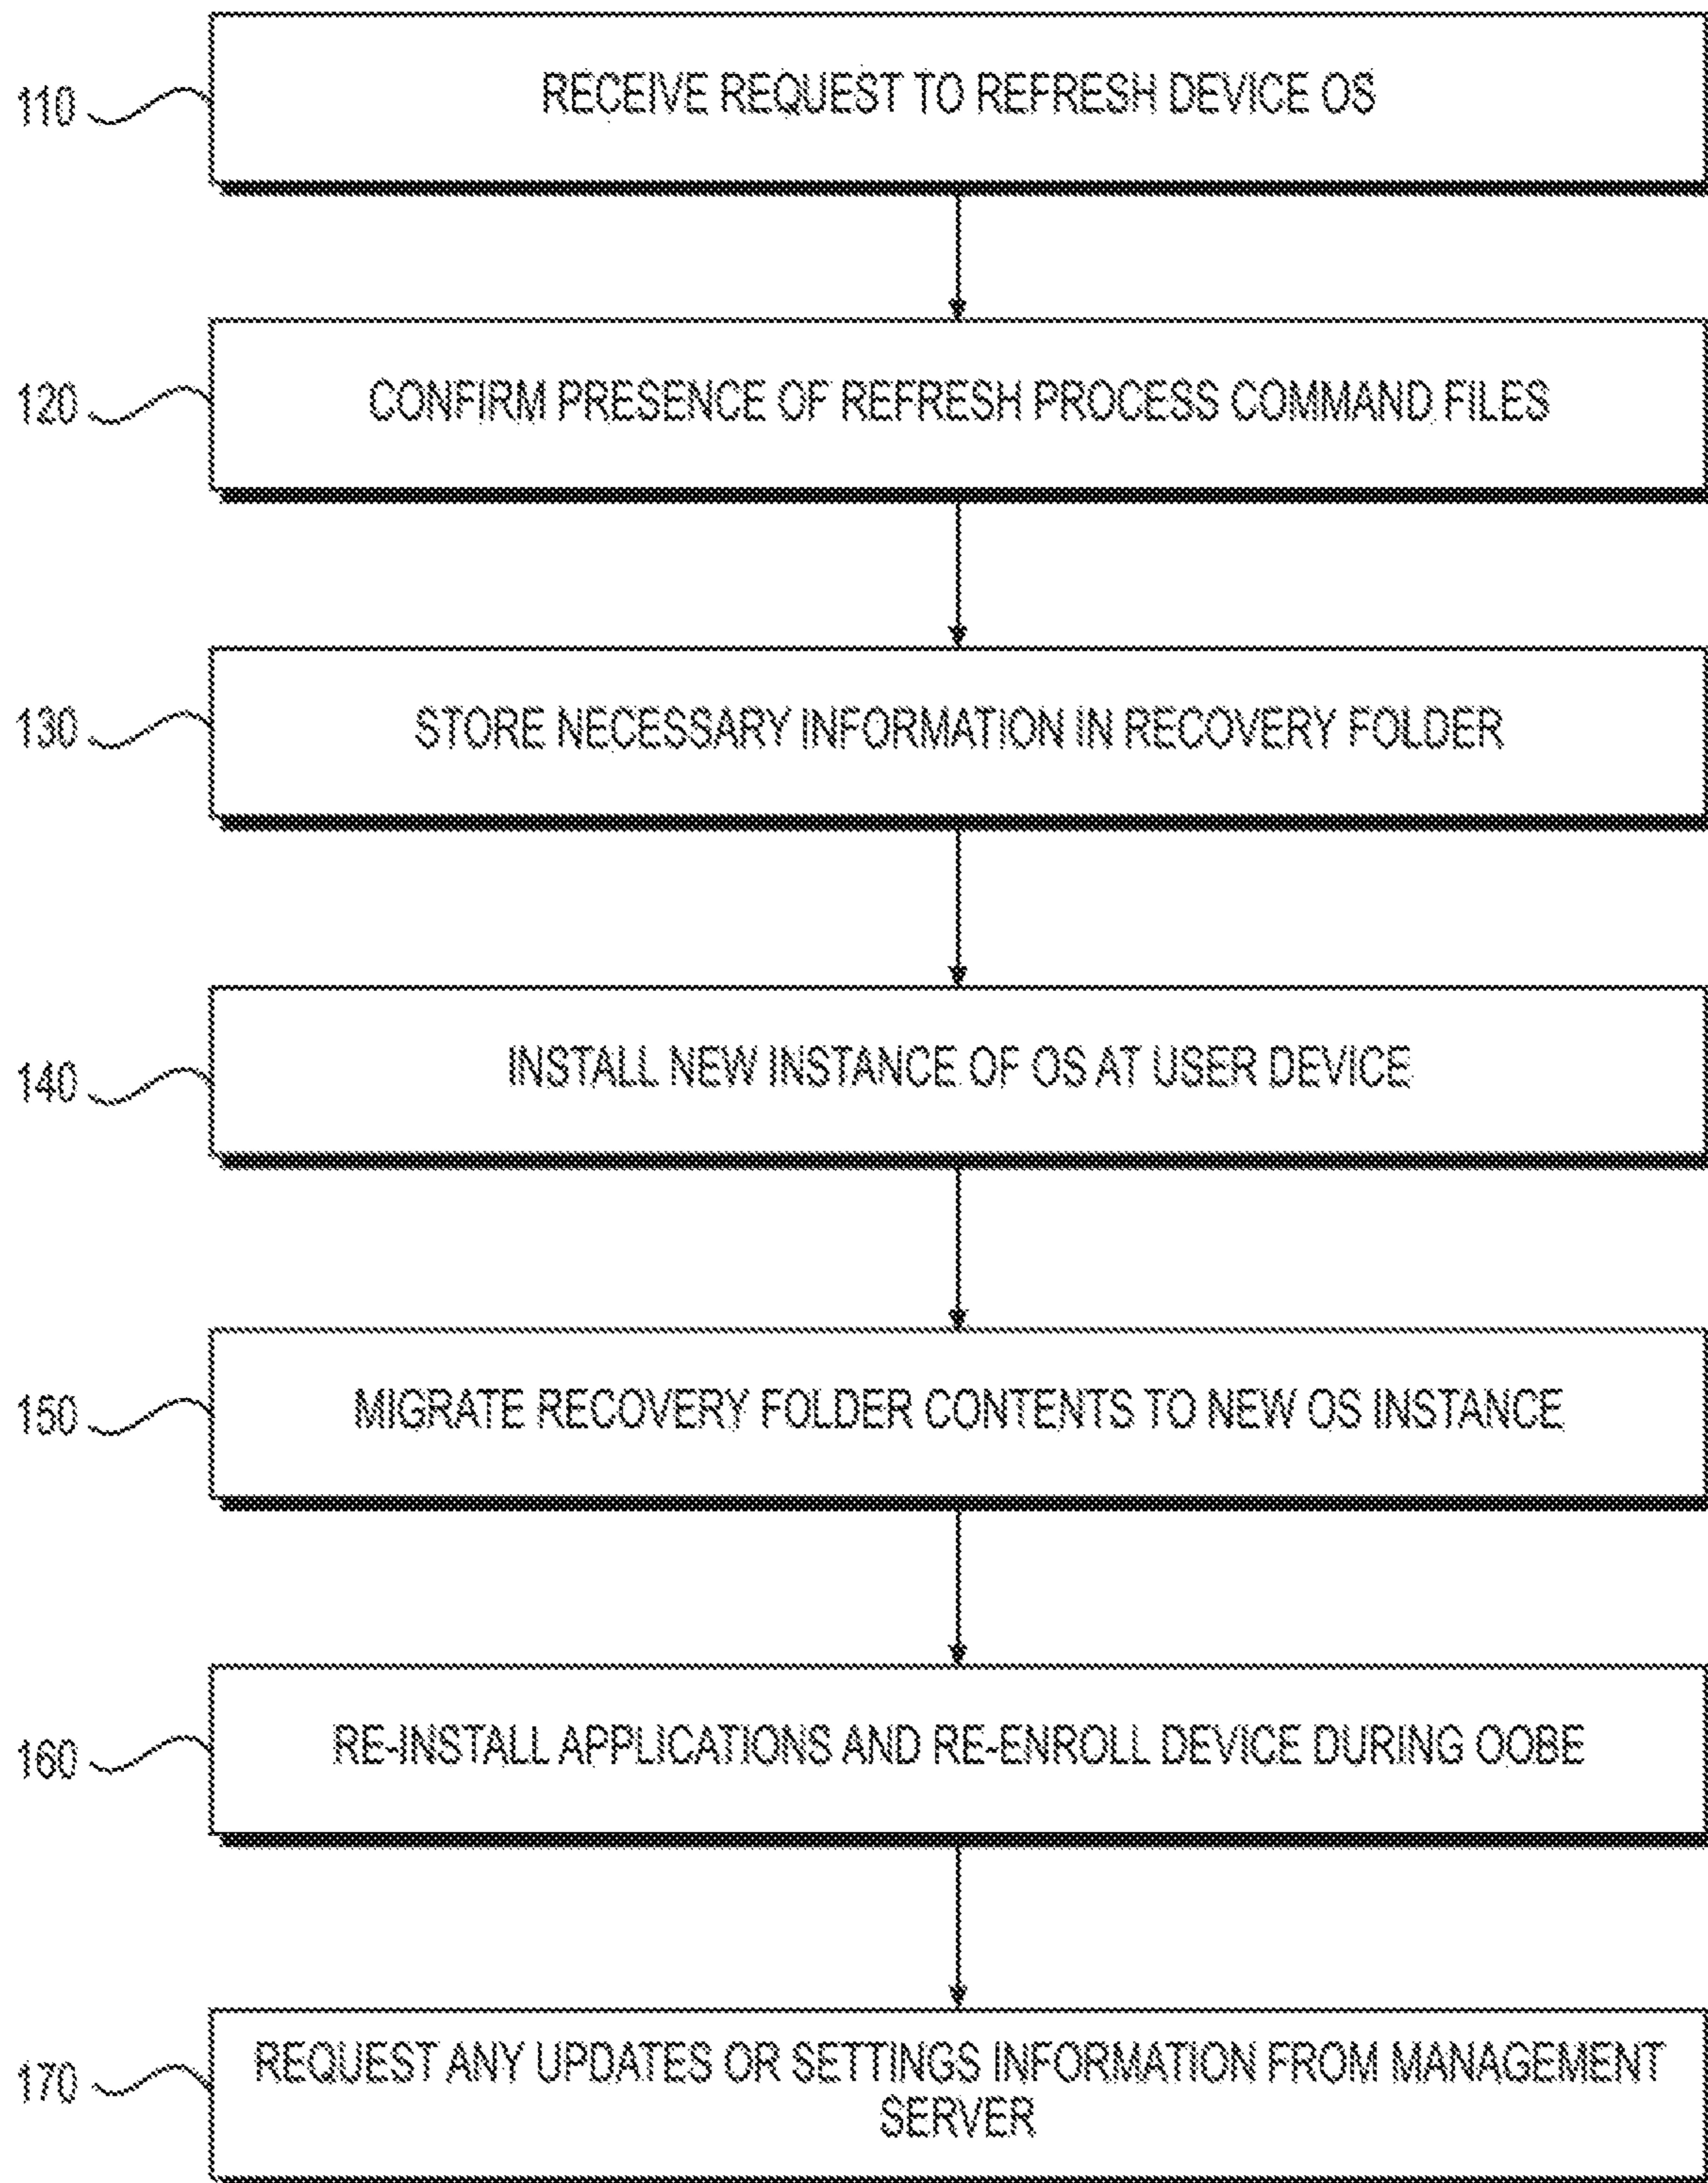 110
RECEIVE REQUEST TO REFRESH DEVICE OS
120
CONFIRM PRESENCE OF REFRESH PROCESS COMMAND FILES
130
STORE NECESSARY INFORMATION IN RECOVERY FOLDER
140
INSTALL NEW INSTANCE OF OS AT USER DEVICE
150
MIGRATE RECOVERY FOLDER CONTENTS TO NEW OS INSTANCE
160
RE-INSTALL APPLICATIONS AND RE-ENROLL DEVICE DURING OOBE
170
REQUEST ANY UPDATES OR SETTINGS INFORMATION FROM MANAGEMENT
SERVER